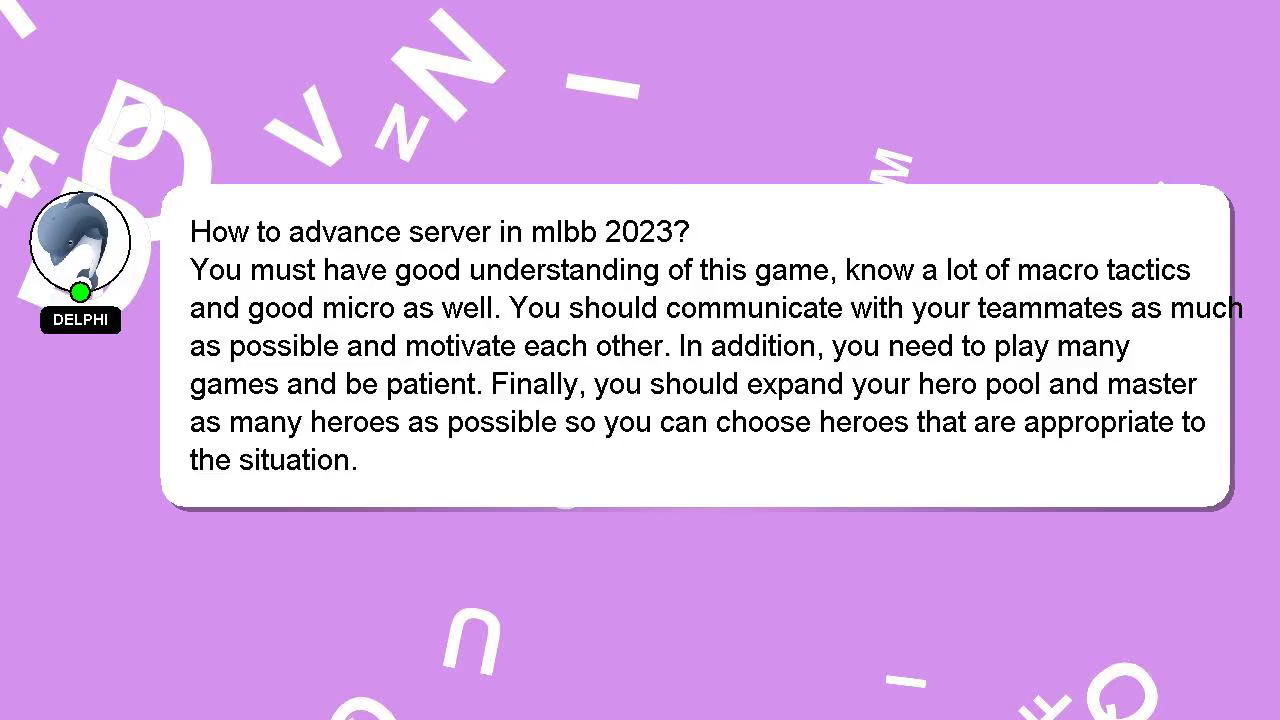 How to advance server in mlbb 2023?
You must have good understanding of this game, know a lot of macro tactics
and good micro as well. You should communicate with your teammates as much
as possible and motivate each other. In addition, you need to play many
games and be patient. Finally, you should expand your hero pool and master
as many heroes as possible so you can choose heroes that are appropriate to
the situation.
DELPHI